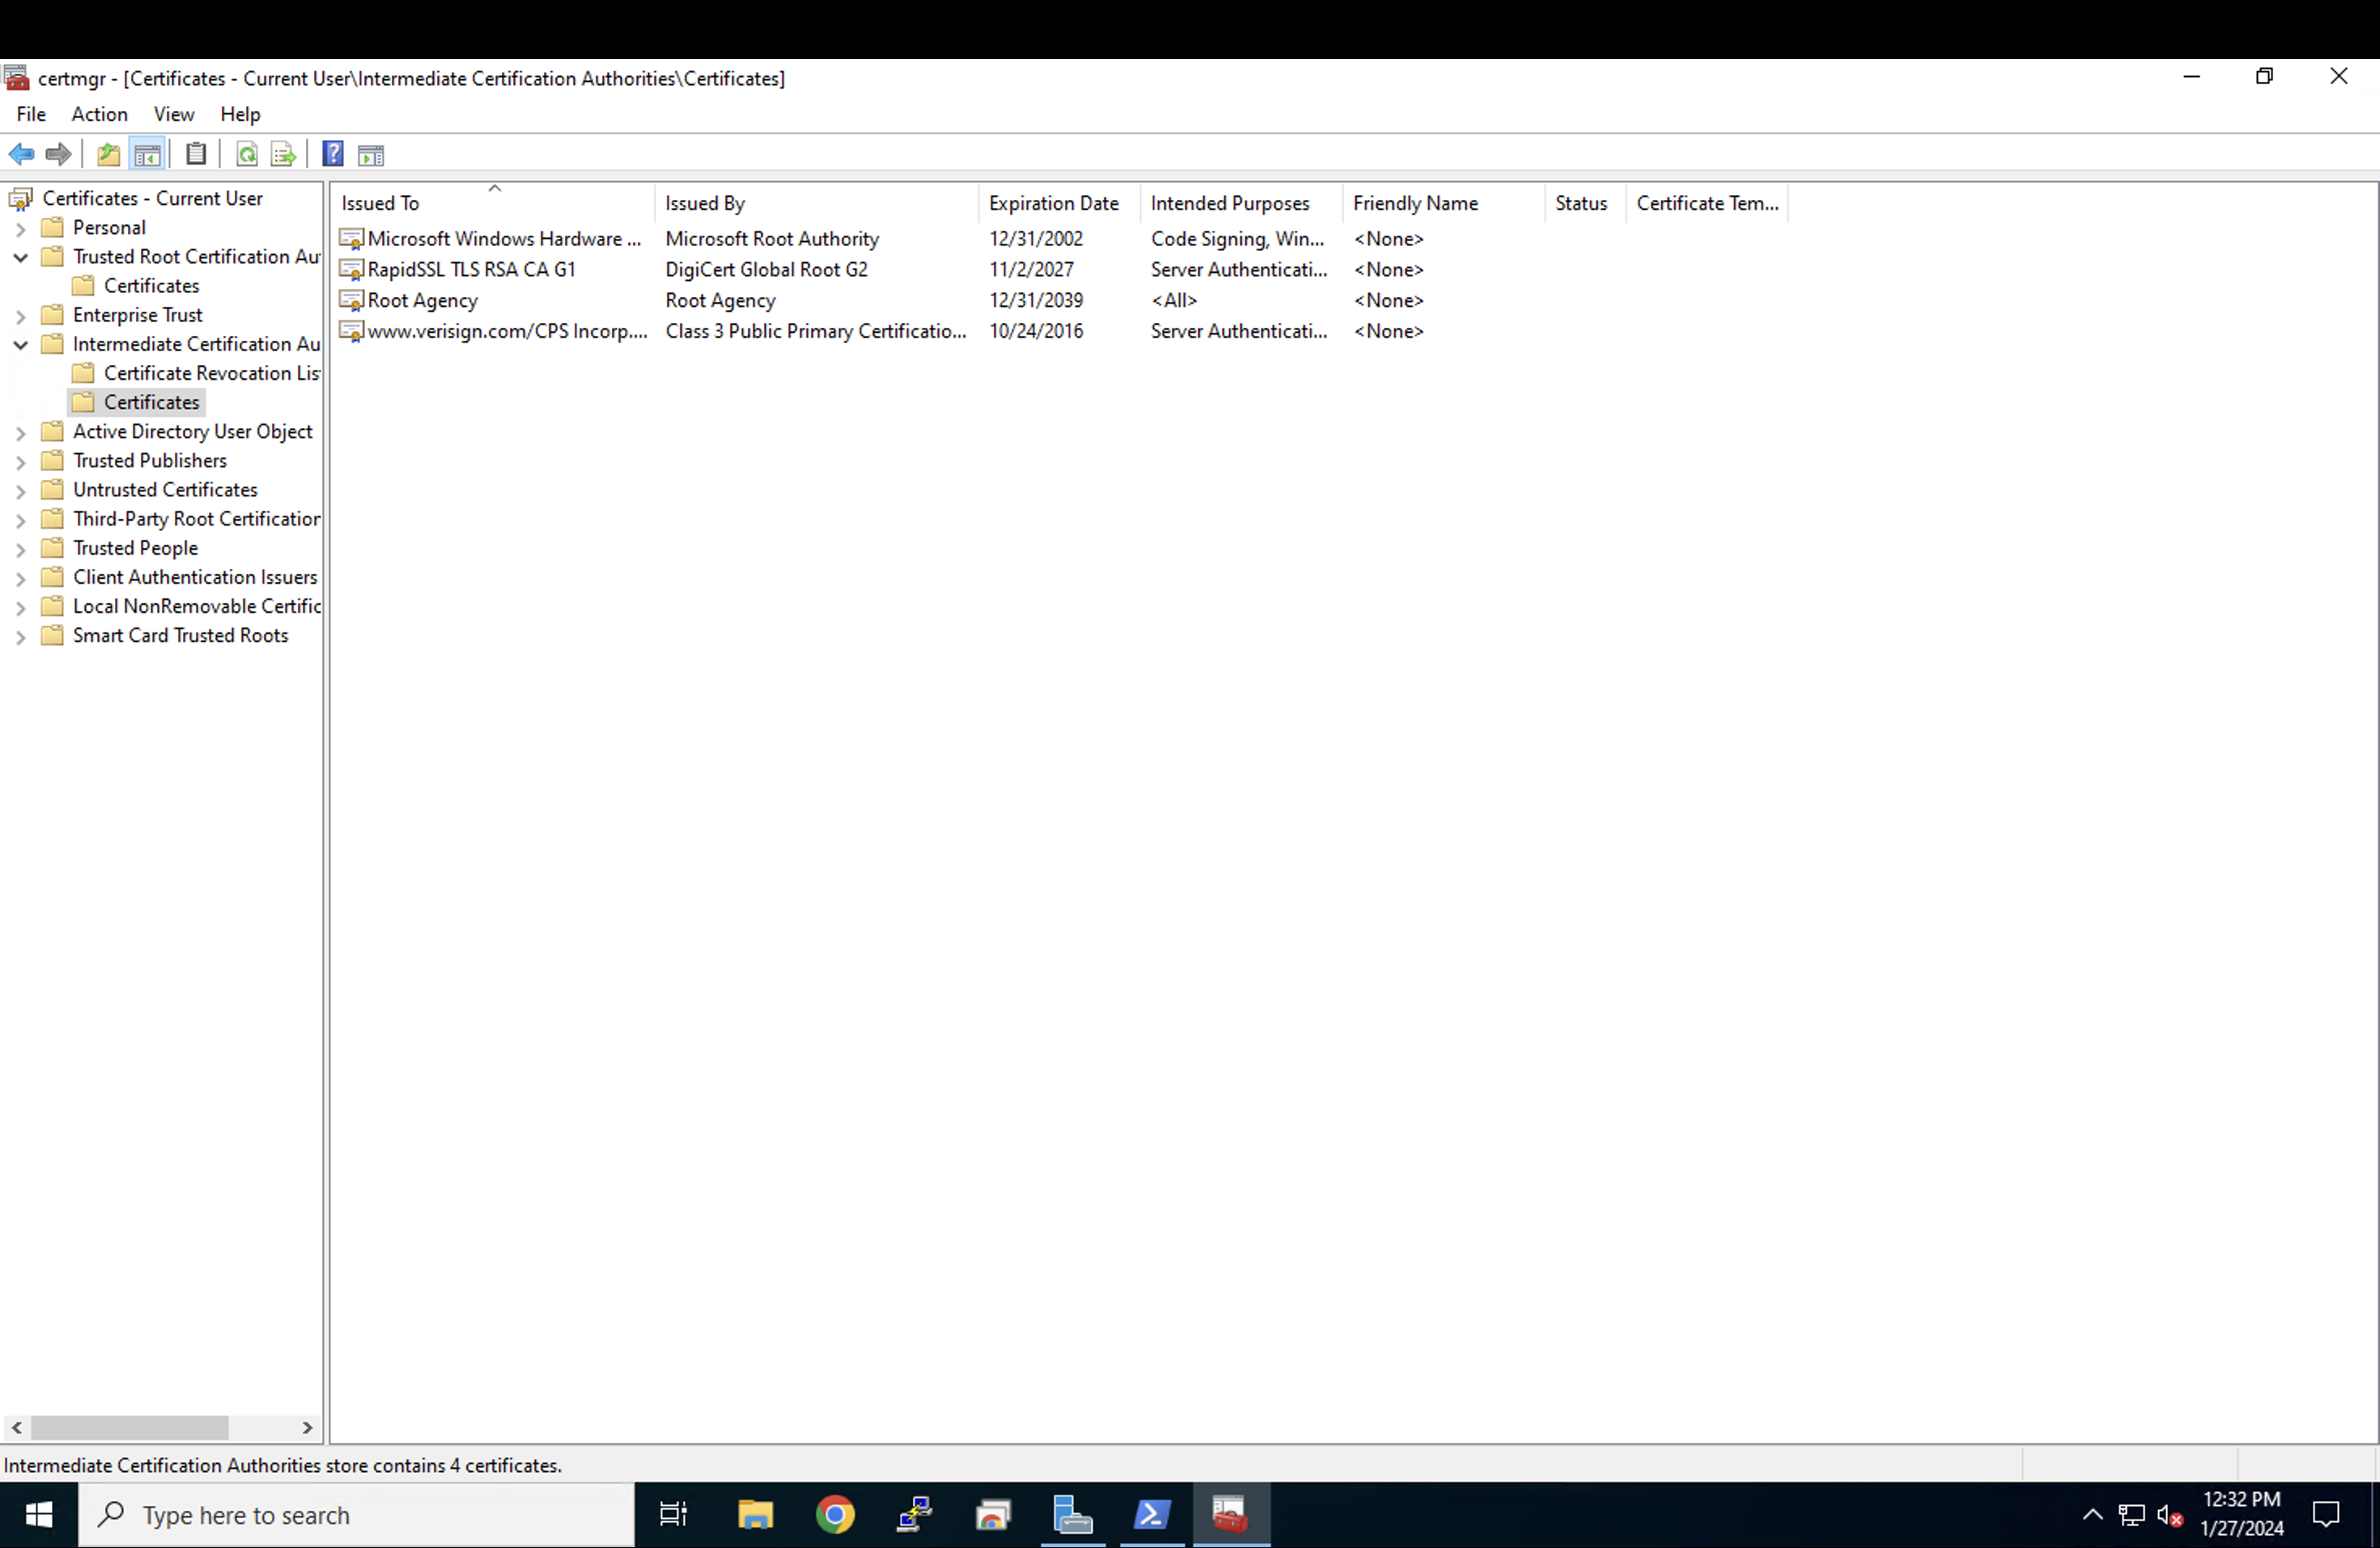 certmgr - [Certificates - Current User\Intermediate Certification Authorities\Certificates]
File Action View Help
Certificates - Current User
Personal
Trusted Root Certification Au
Certificates
Enterprise Trust
Intermediate Certification Au
Certificate Revocation Lis
Certificates
Active Directory User Object
Trusted Publishers
Untrusted Certificates
Third-Party Root Certification
Trusted People
Client Authentication Issuers
Local NonRemovable Certific
Smart Card Trusted Roots
Issued To Issued By Expiration Date Intended Purposes Friendly Name Status Certificate Tem...
Microsoft Windows Hardware ... Microsoft Root Authority 12/31/2002 Code Signing, Win... <None>
RapidSSL TLS RSA CA G1 DigiCert Global Root G2 11/2/2027 Server Authenticati... <None>
Root Agency Root Agency 12/31/2039 <All> <None>
www.verisign.com/CPS Incorp.... Class 3 Public Primary Certificatio... 10/24/2016 Server Authenticati... <None>
Intermediate Certification Authorities store contains 4 certificates.
Type here to search
12:32 PM
1/27/2024